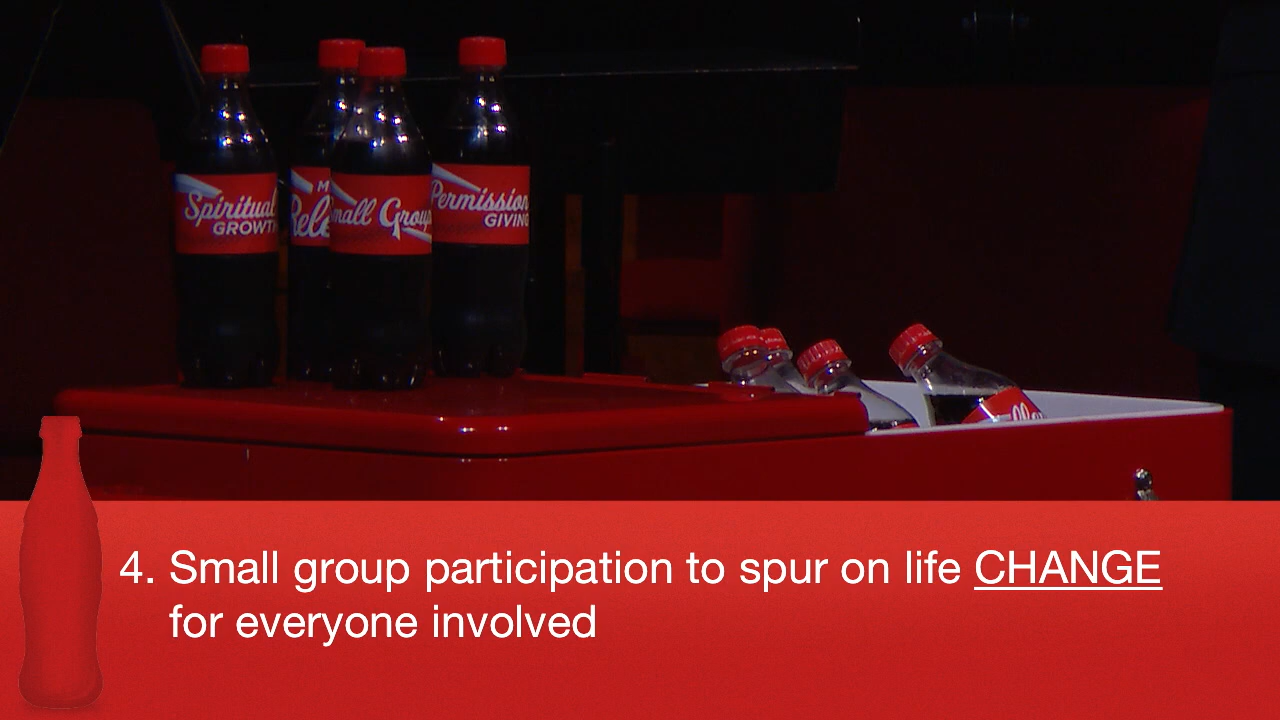 Spiritual
GROWTH
Small Group
Permission
GIVING
4. Small group participation to spur on life CHANGE
for everyone involved